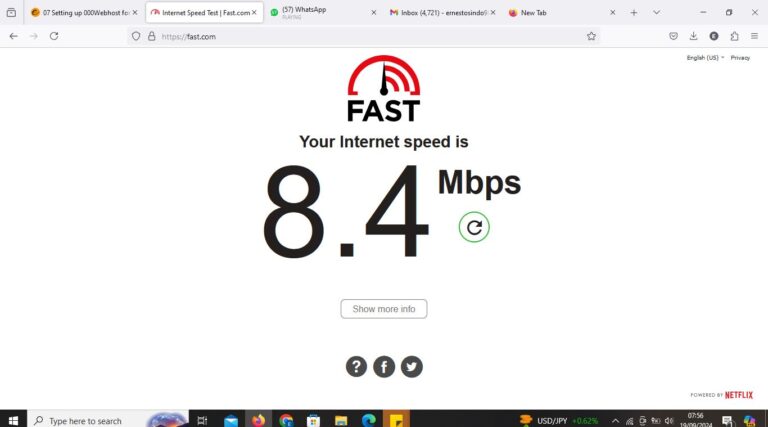 07 Setting up 000Webhost for
Internet Speed Test | Fast.com
(57) WhatsApp
PLAYING
Inbox (4,721) - ernestosindo9
New Tab
https://fast.com
English (US)
Privacy
FAST
Your Internet speed is
8.4 Mbps
Show more info
?
f
POWERED BY NETFLIX
Type here to search
USD/JPY +0.62%
07:56
19/09/2024